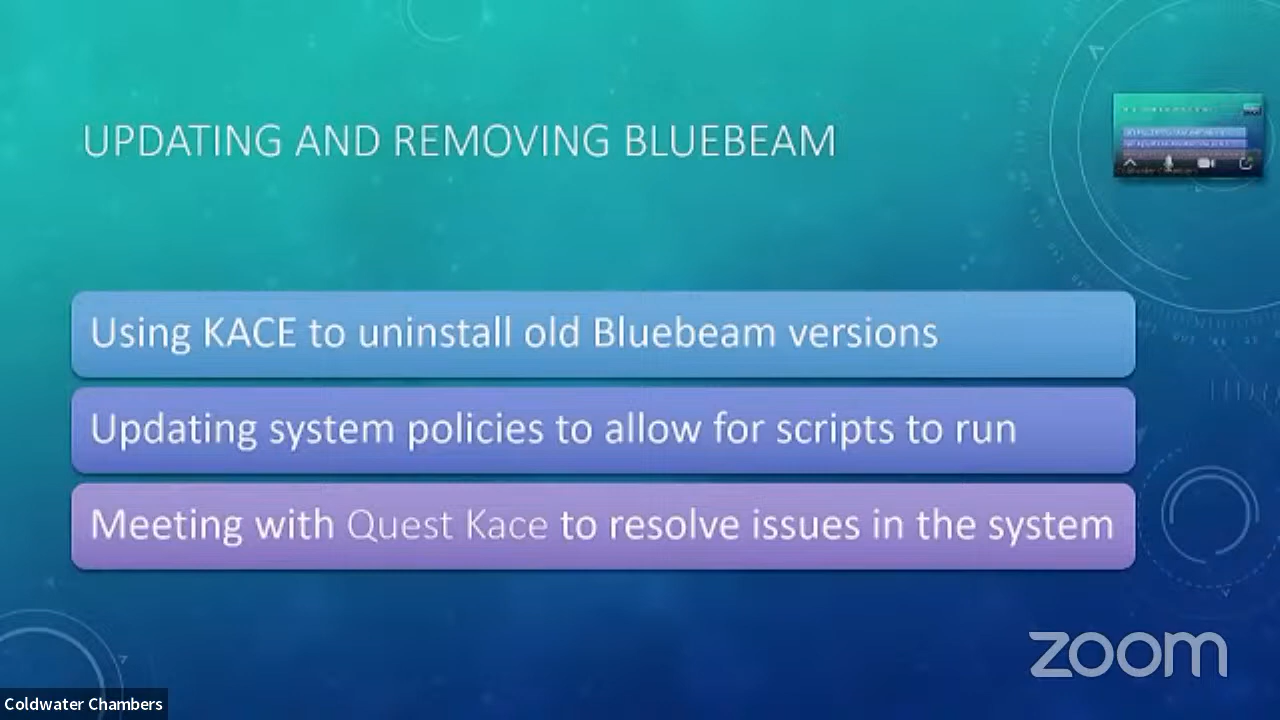 UPDATING AND REMOVING BLUEBEAM
Using KACE to uninstall old Bluebeam versions
Updating system policies to allow for scripts to run
Meeting with Quest Kace to resolve issues in the system
zoom
Coldwater Chambers